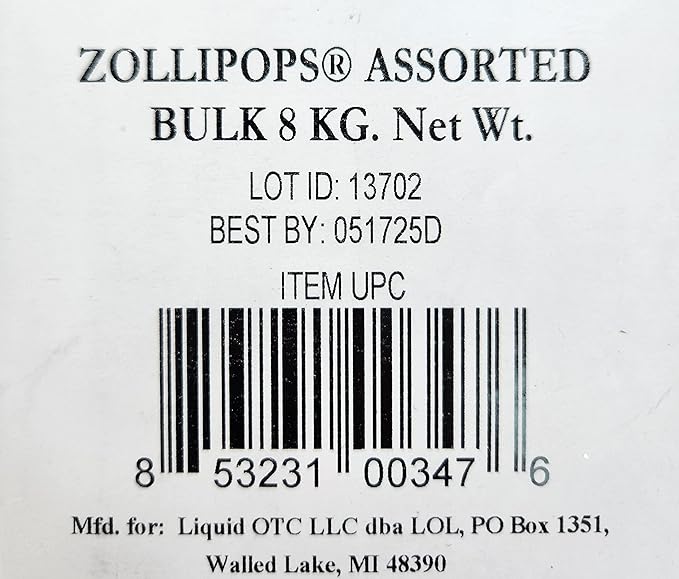 ZOLLIPOPS® ASSORTED
BULK 8 KG. Net Wt.
LOT ID: 13702
BEST BY: 051725D
ITEM UPC
8 53231 00347 6
Mfd. for: Liquid OTC LLC dba LOL, PO Box 1351,
Walled Lake, MI 48390